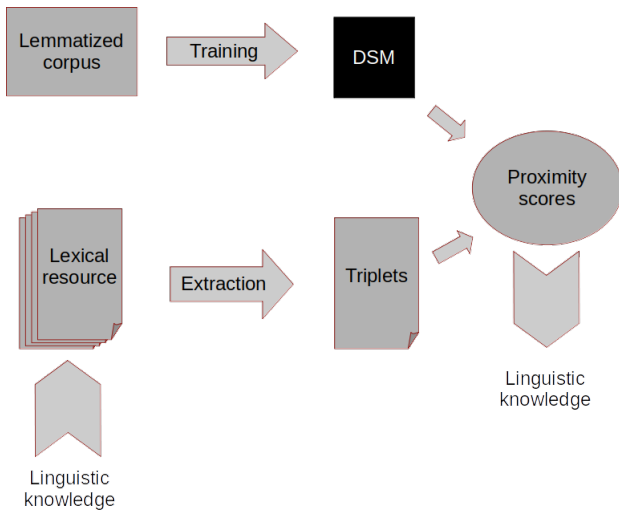 Lemmatized
corpus
Training
DSM
Proximity
scores
Lexical
resource
Extraction
Triplets
Linguistic
knowledge
Linguistic
knowledge